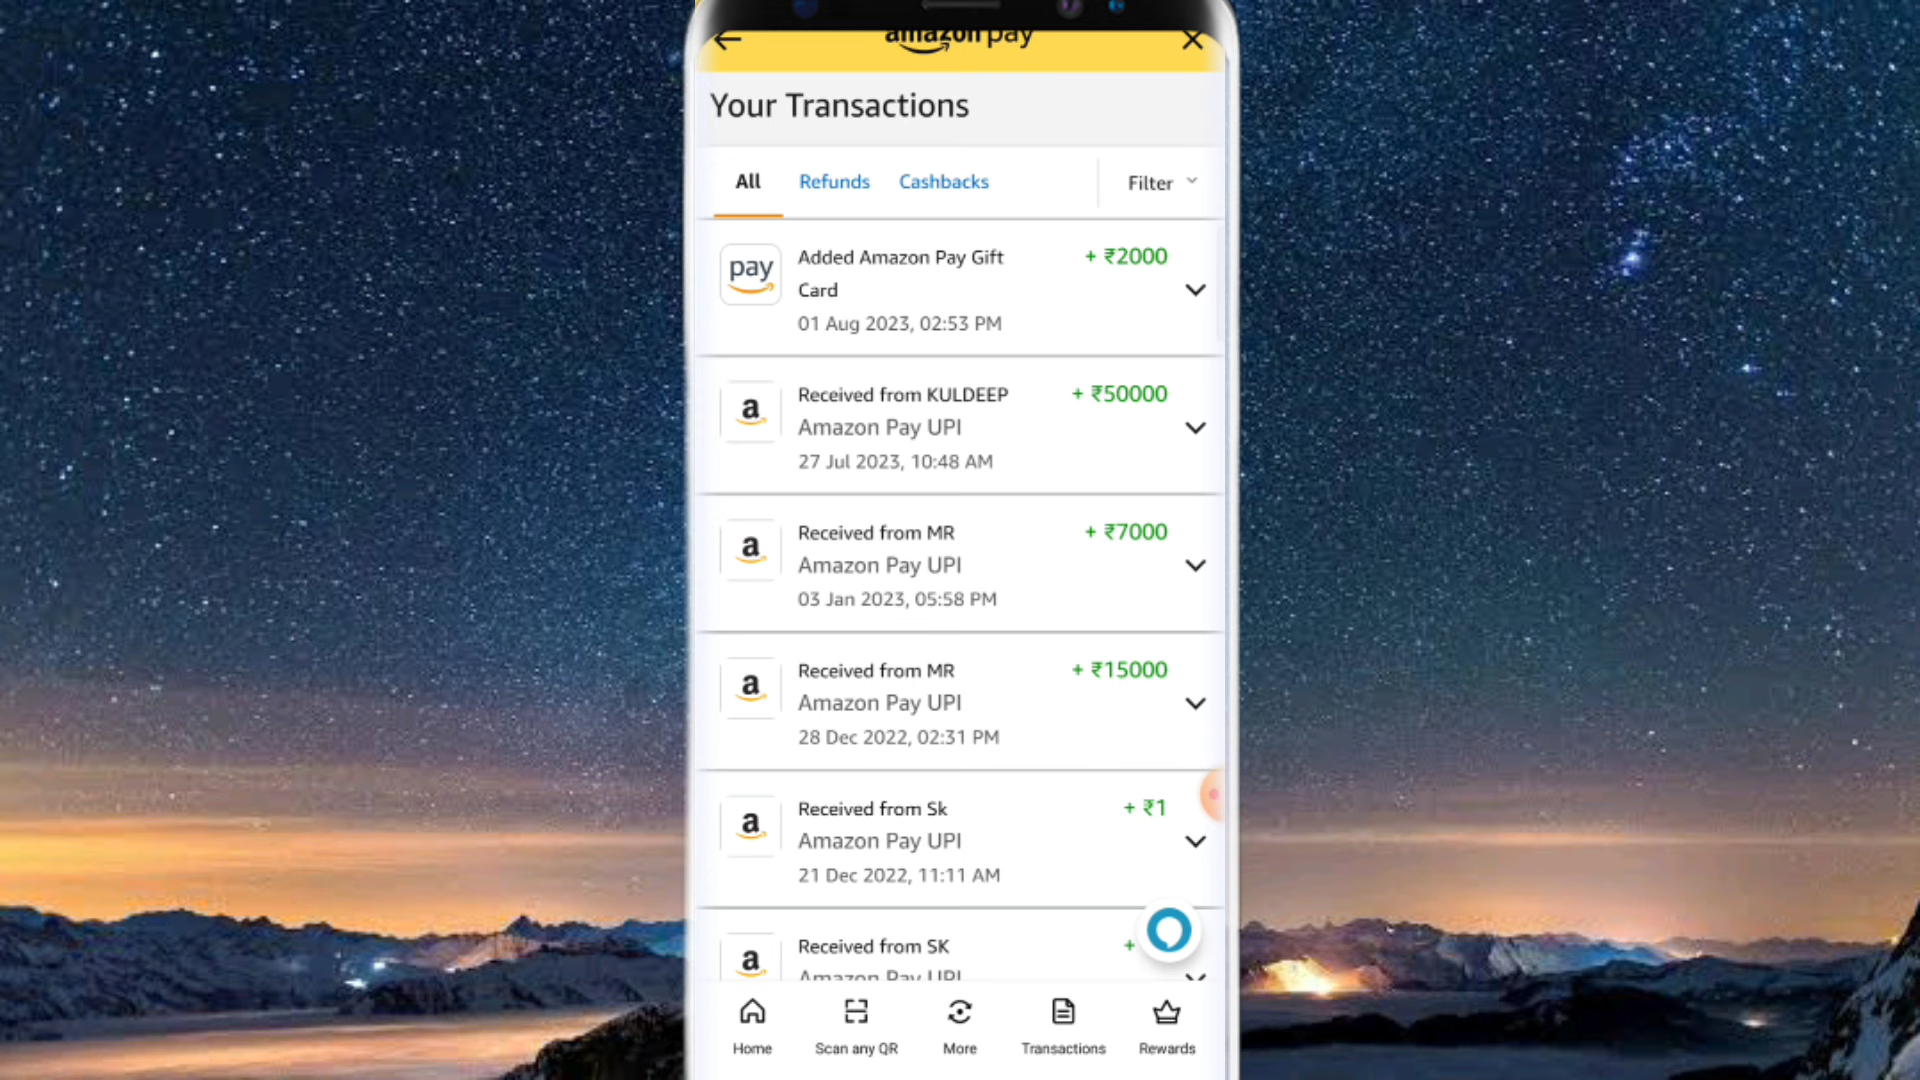 amazon pay
Your Transactions
All Refunds Cashbacks Filter
pay Added Amazon Pay Gift + ₹2000
Card
01 Aug 2023, 02:53 PM
a Received from KULDEEP + ₹50000
Amazon Pay UPI
27 Jul 2023, 10:48 AM
a Received from MR + ₹7000
Amazon Pay UPI
03 Jan 2023, 05:58 PM
a Received from MR + ₹15000
Amazon Pay UPI
28 Dec 2022, 02:31 PM
a Received from Sk + ₹1
Amazon Pay UPI
21 Dec 2022, 11:11 AM
a Received from SK +
Amazon Pay UPI
Home Scan any QR More Transactions Rewards